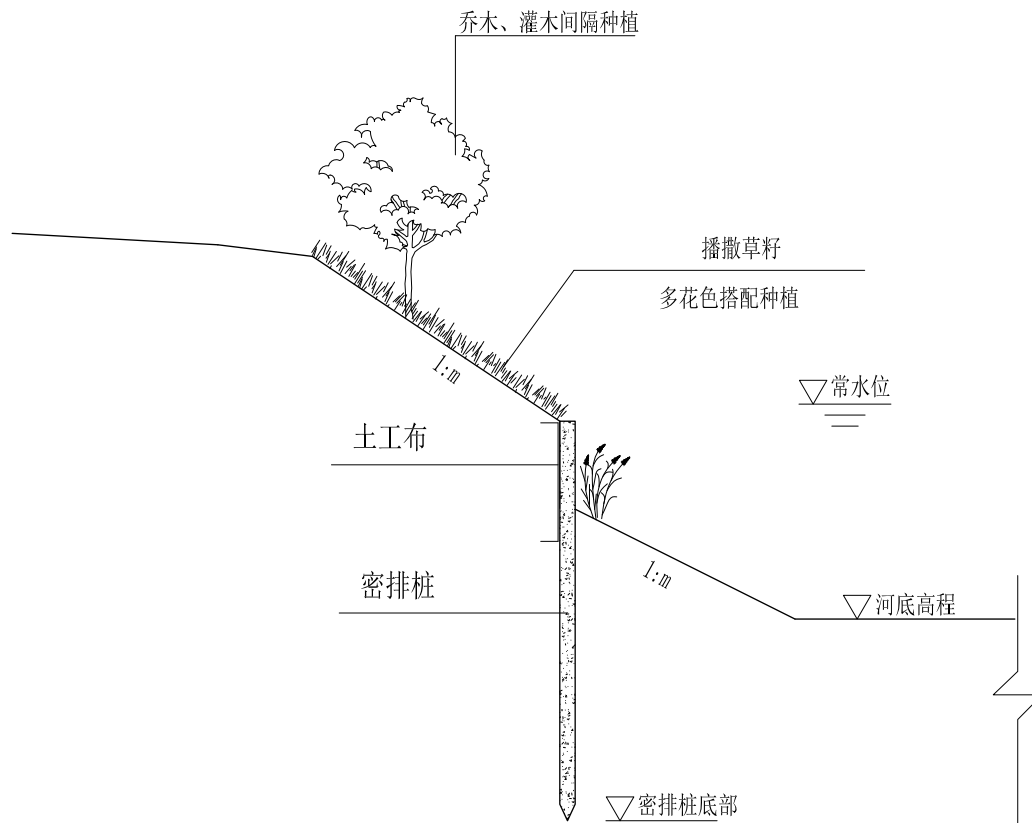 乔木、灌木间隔种植
播撒草籽
多花色搭配种植
1:m
常水位
土工布
1:m
密排桩
河底高程
密排桩底部